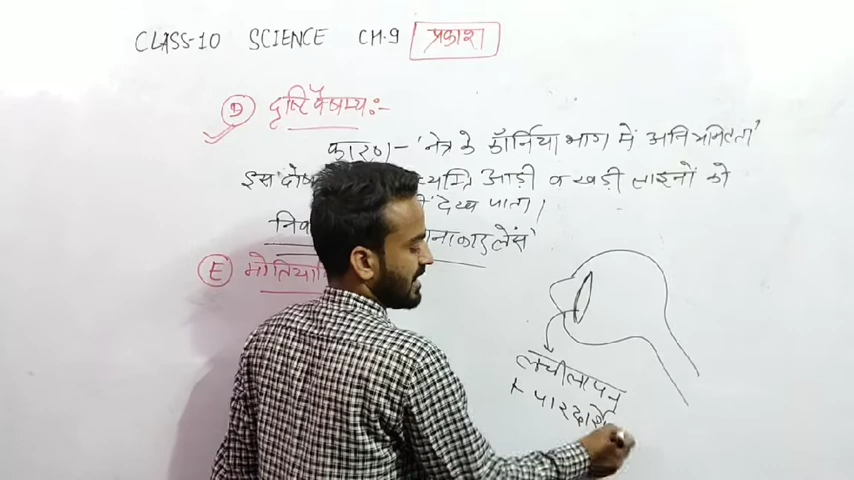 CLASS-10 SCIENCE CH.9 प्रकाश
D दृष्टिवैषम्य :-
कारण - 'नेत्र के कॉर्निया भाग में अनियमितता'
इस दोष आड़ी व खड़ी लाइनों को
देख पाता।
लेंस'
E
लचीलापन
+ पारदर्शी